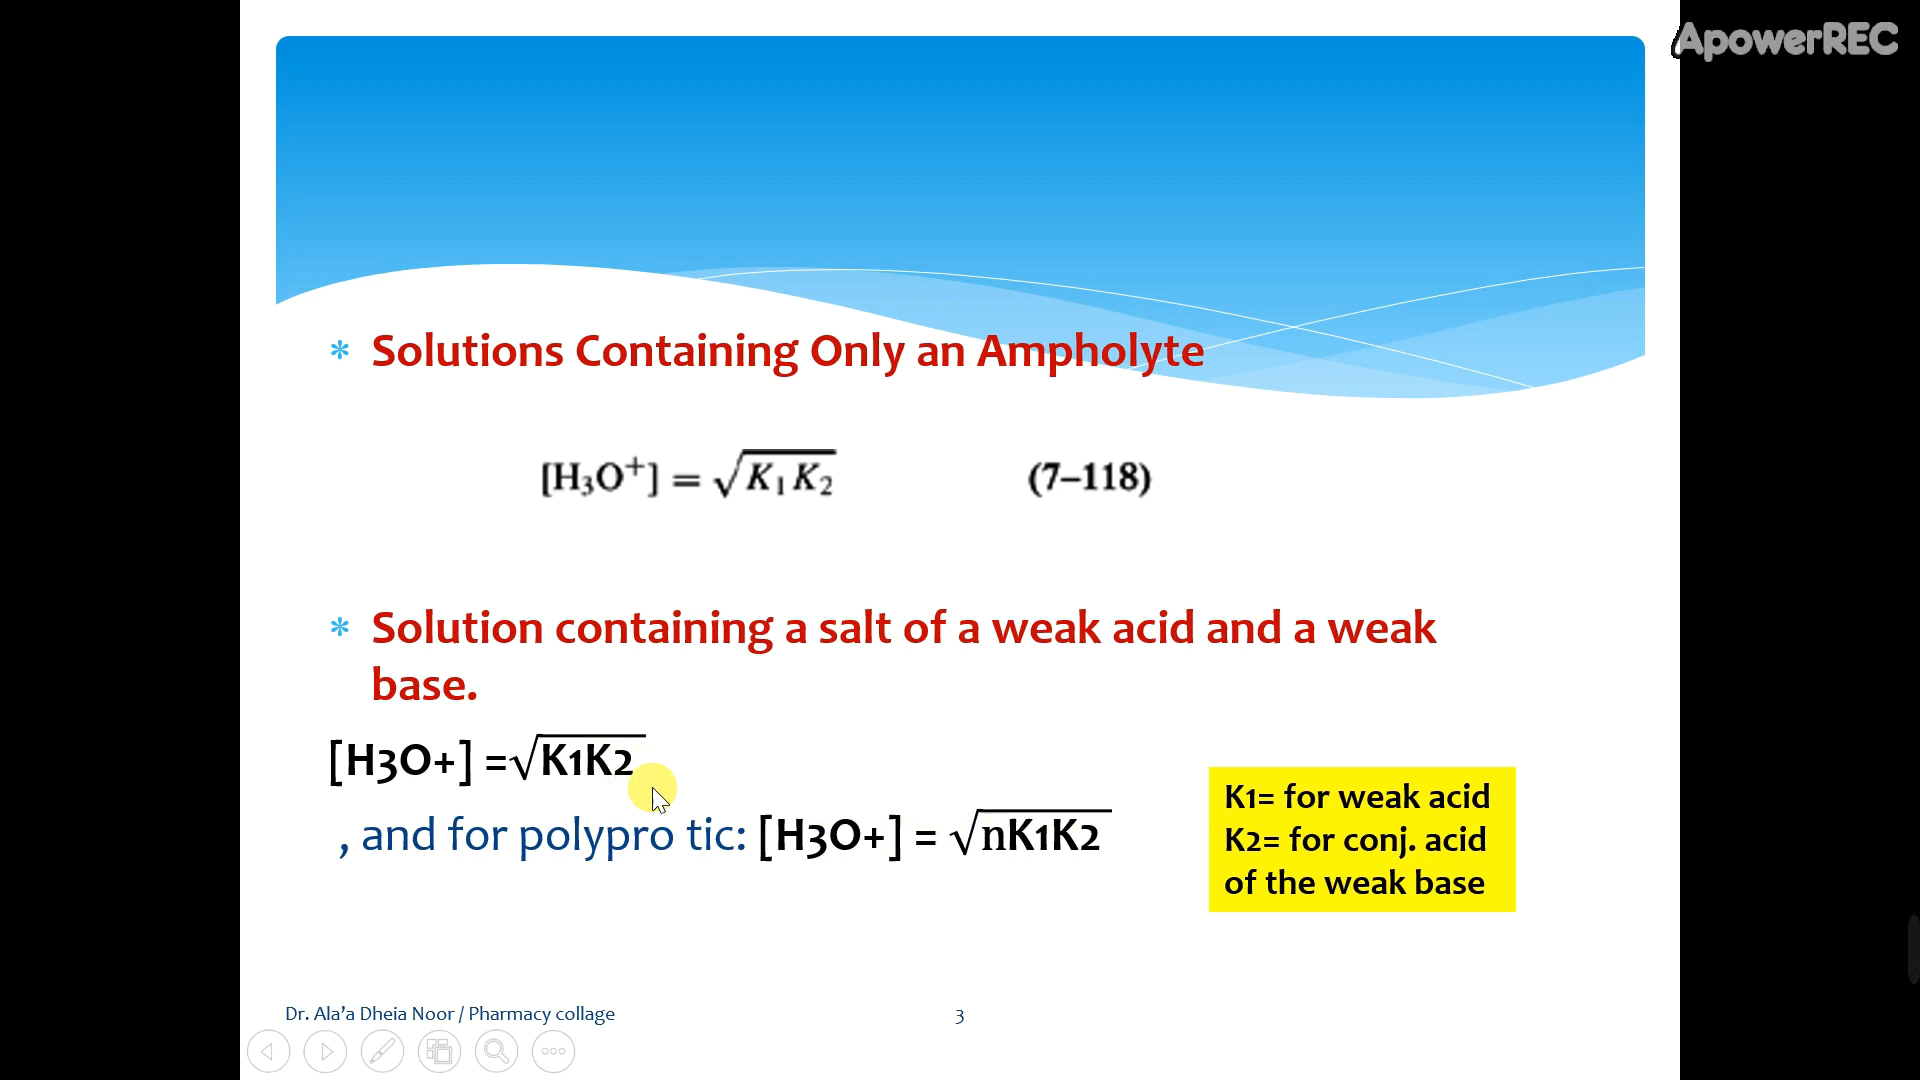 ApowerREC
* Solutions Containing Only an Ampholyte
[H₃O⁺] = √K₁K₂ (7–118)
* Solution containing a salt of a weak acid and a weak
base.
[H3O+] =√K1K2
, and for polypro tic: [H3O+] = √nK1K2
K1= for weak acid
K2= for conj. acid
of the weak base
Dr. Ala’a Dheia Noor / Pharmacy collage
3